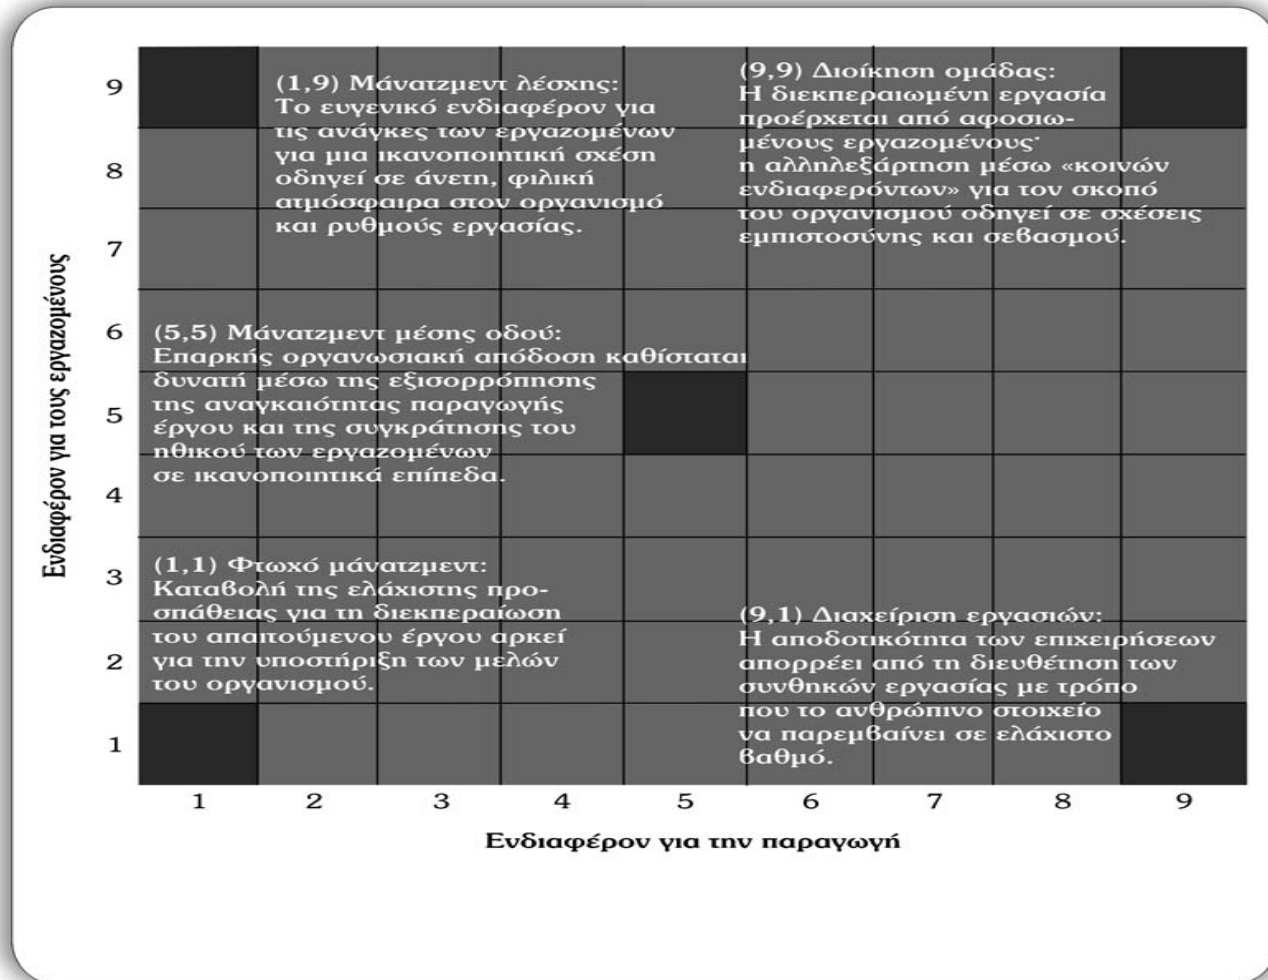 Ενδιαφέρον για τους εργαζομένους
9
8
7
6
5
4
3
2
1
(1,9) Μάνατζμεντ λέσχης:
Το ευγενικό ενδιαφέρον για
τις ανάγκες των εργαζομένων
για μια ικανοποιητική σχέση
οδηγεί σε άνετη, φιλική
ατμόσφαιρα στον οργανισμό
και ρυθμούς εργασίας.
(9,9) Διοίκηση ομάδας:
Η διεκπεραιωμένη εργασία
προέρχεται από αφοσιω-
μένους εργαζομένους·
η αλληλεξάρτηση μέσω «κοινών
ενδιαφερόντων» για τον σκοπό
του οργανισμού οδηγεί σε σχέσεις
εμπιστοσύνης και σεβασμού.
(5,5) Μάνατζμεντ μέσης οδού:
Επαρκής οργανωσιακή απόδοση καθίσταται
δυνατή μέσω της εξισορρόπησης
της αναγκαιότητας παραγωγής
έργου και της συγκράτησης του
ηθικού των εργαζομένων
σε ικανοποιητικά επίπεδα.
(1,1) Φτωχό μάνατζμεντ:
Καταβολή της ελάχιστης προ-
σπάθειας για τη διεκπεραίωση
του απαιτούμενου έργου αρκεί
για την υποστήριξη των μελών
του οργανισμού.
(9,1) Διαχείριση εργασιών:
Η αποδοτικότητα των επιχειρήσεων
απορρέει από τη διευθέτηση των
συνθηκών εργασίας με τρόπο
που το ανθρώπινο στοιχείο
να παρεμβαίνει σε ελάχιστο
βαθμό.
1 2 3 4 5 6 7 8 9
Ενδιαφέρον για την παραγωγή